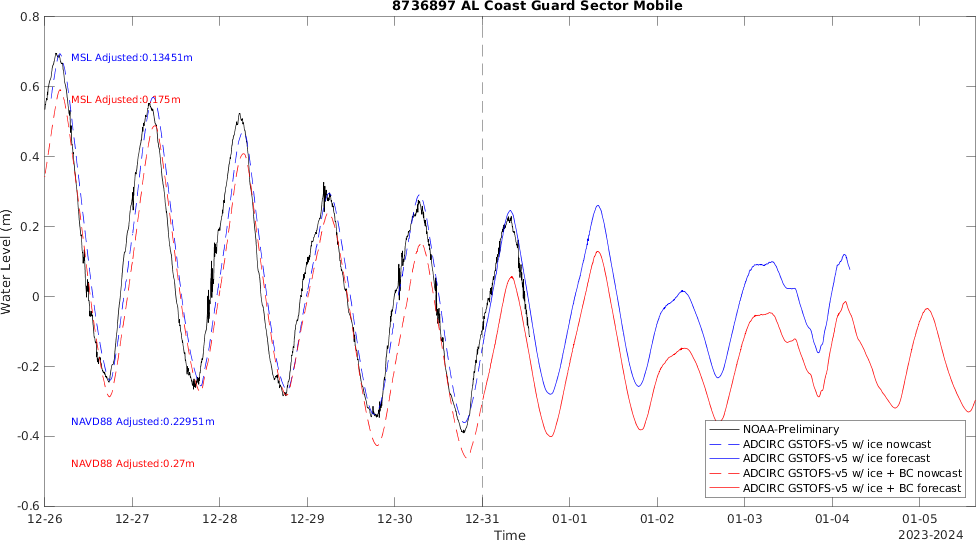 8736897 AL Coast Guard Sector Mobile
0.8
0.6
0.4
0.2
0
-0.2
-0.4
-0.6
Water Level (m)
MSL Adjusted:0.13451m
MSL Adjusted:0.175m
NAVD88 Adjusted:0.22951m
NAVD88 Adjusted:0.27m
NOAA-Preliminary
ADCIRC GSTOFS-v5 w/ ice nowcast
ADCIRC GSTOFS-v5 w/ ice forecast
ADCIRC GSTOFS-v5 w/ ice + BC nowcast
ADCIRC GSTOFS-v5 w/ ice + BC forecast
12-26 12-27 12-28 12-29 12-30 12-31 01-01 01-02 01-03 01-04 01-05
Time
2023-2024